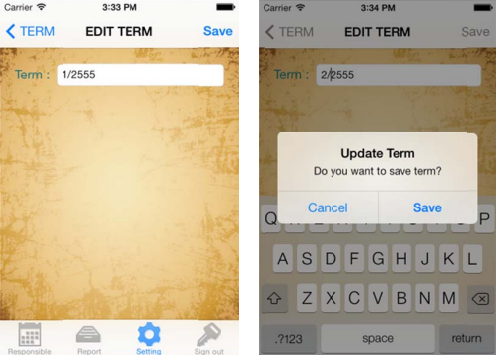 Carrier 3:33 PM
TERM EDIT TERM Save
Term : 1/2555
Responsible Report Setting Sign out
Carrier 3:34 PM
TERM EDIT TERM Save
Term : 2/2555
Update Term
Do you want to save term?
Cancel Save
Q P
A S D F G H J K L
Z X C V B N M
.?123 space return